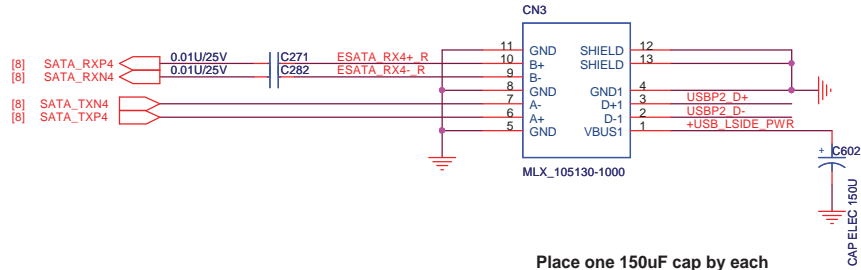 CN3
11 GND SHIELD 12
[8] SATA_RXP4 0.01U/25V C271 ESATA_RX4+_R 10 B+ SHIELD 13
[8] SATA_RXN4 0.01U/25V C282 ESATA_RX4-_R 9 B-
8 GND GND1 4
[8] SATA_TXN4 7 A- D+1 3 USBP2_D+
[8] SATA_TXP4 6 A+ D-1 2 USBP2_D-
5 GND VBUS1 1 +USB_LSIDE_PWR
+ C602
CAP ELEC 150U
MLX_105130-1000
Place one 150uF cap by each